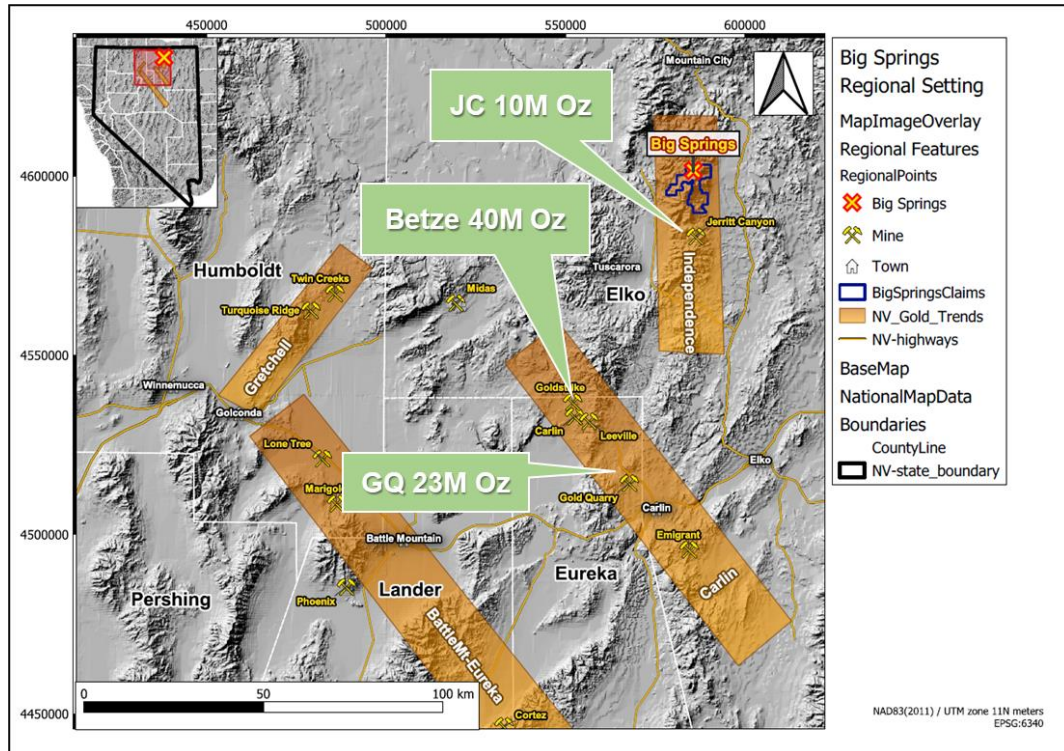 450000
500000
550000
600000
4600000
4550000
4500000
4450000
Mountain City
JC 10M Oz
Big Springs
Betze 40M Oz
Jerritt Canyon
Independence
Humboldt
Twin Creeks
Turquoise Ridge
Midas
Tuscarora
Elko
Gretchell
Winnemucca
Golconda
Goldstrike
Carlin
Leeville
Lone Tree
Elko
GQ 23M Oz
Marigold
Gold Quarry
Carlin
Battle Mountain
Emigrant
Phoenix
Lander
Eureka
Carlin
Pershing
BattleMt-Eureka
Cortez
0 50 100 km
Big Springs
Regional Setting
MapImageOverlay
Regional Features
RegionalPoints
Big Springs
Mine
Town
BigSpringsClaims
NV_Gold_Trends
NV-highways
BaseMap
NationalMapData
Boundaries
CountyLine
NV-state_boundary
NAD83(2011) / UTM zone 11N meters
EPSG:6340